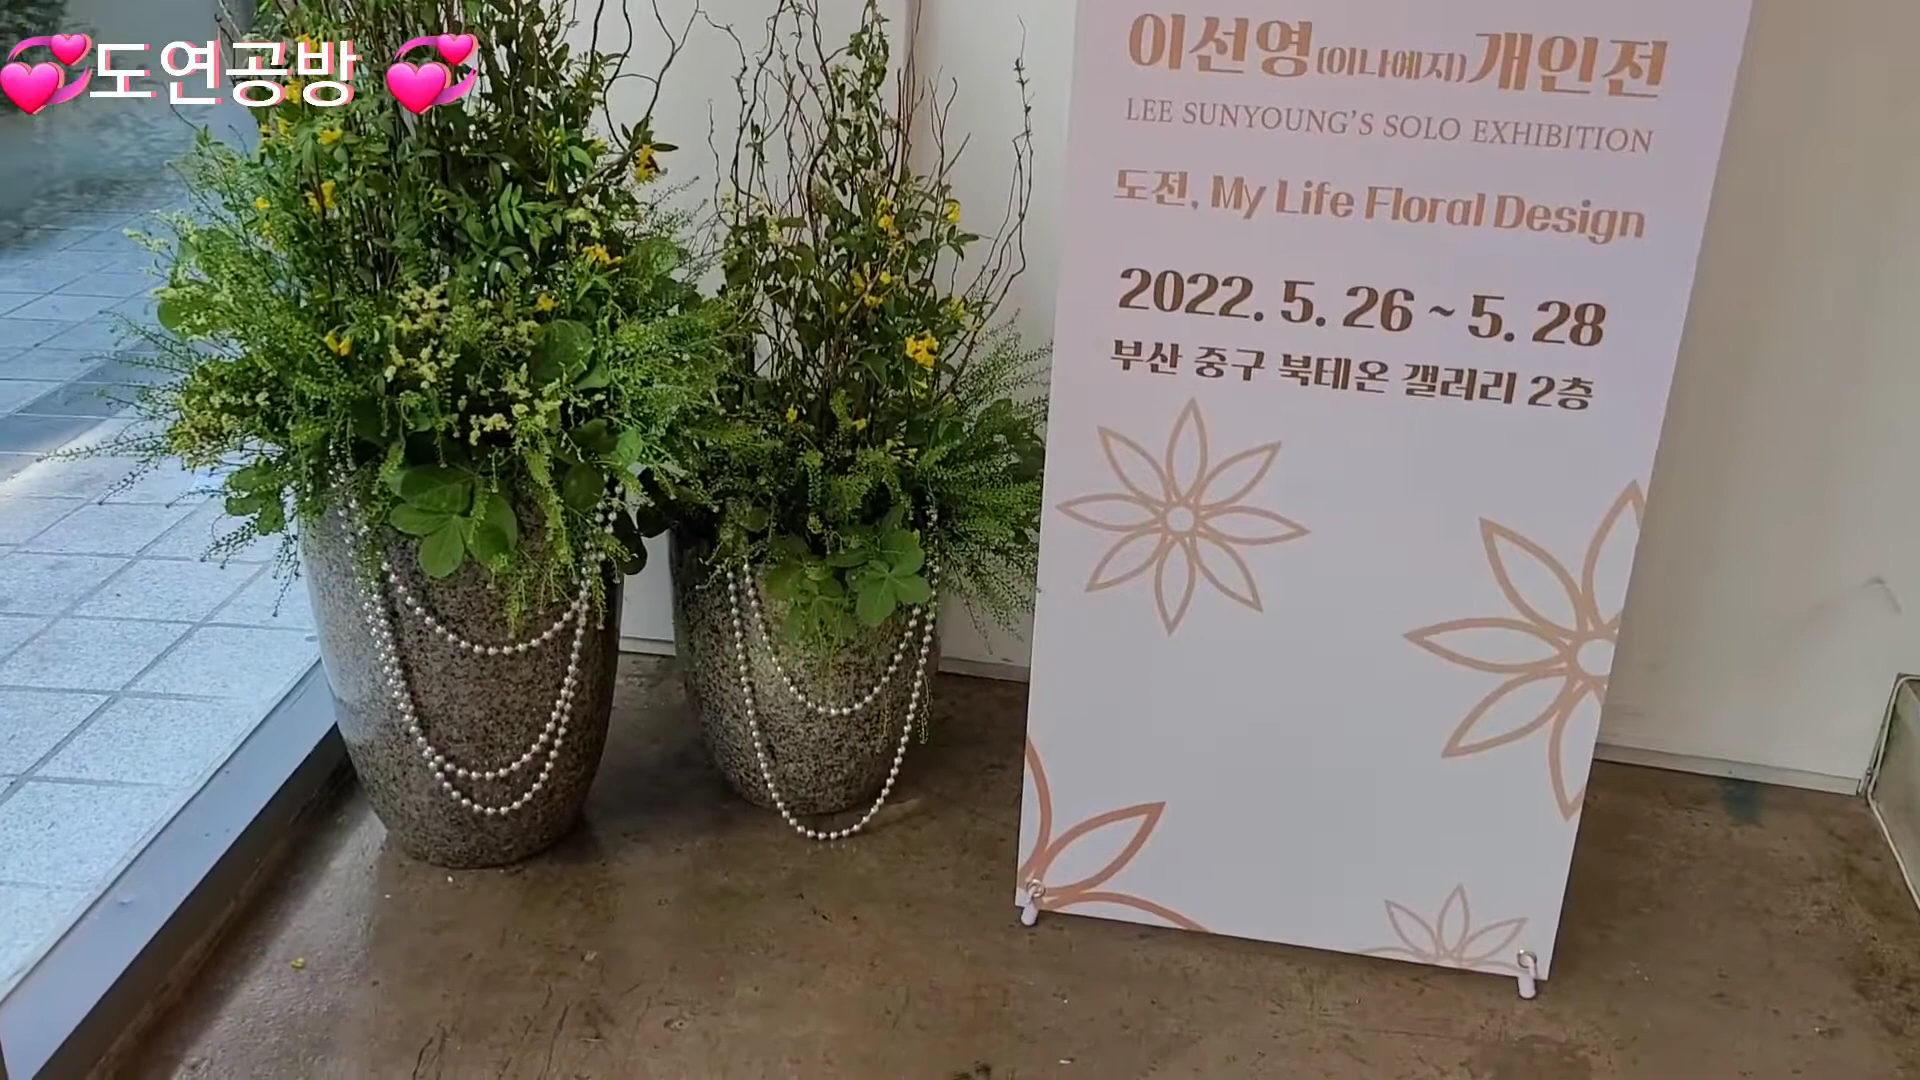 도연공방
이선영(이나예지)개인전
LEE SUNYOUNG'S SOLO EXHIBITION
도전, My Life Floral Design
2022. 5. 26 ~ 5. 28
부산 중구 북테온 갤러리 2층